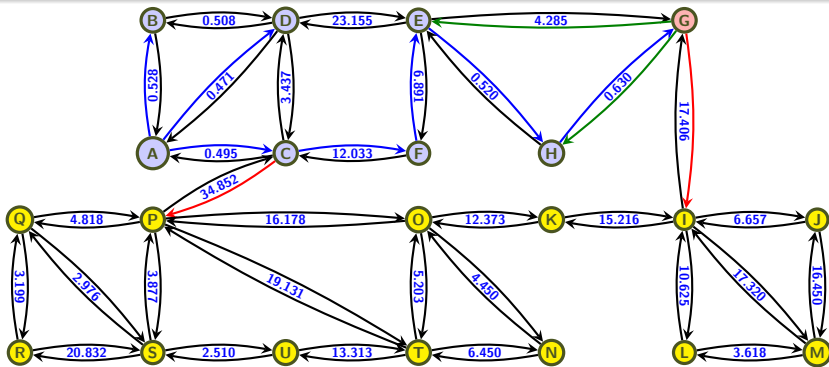 B 0.508 D 23.155 E 4.285 G
0.528 0.471 3.437 6.891 0.520 0.630 17.406
A 0.495 C 12.033 F H
34.852
Q 4.818 P 16.178 O 12.373 K 15.216 I 6.657 J
3.199 2.976 3.877 19.131 5.203 4.450 10.625 17.320 16.450
R 20.832 S 2.510 U 13.313 T 6.450 N L 3.618 M